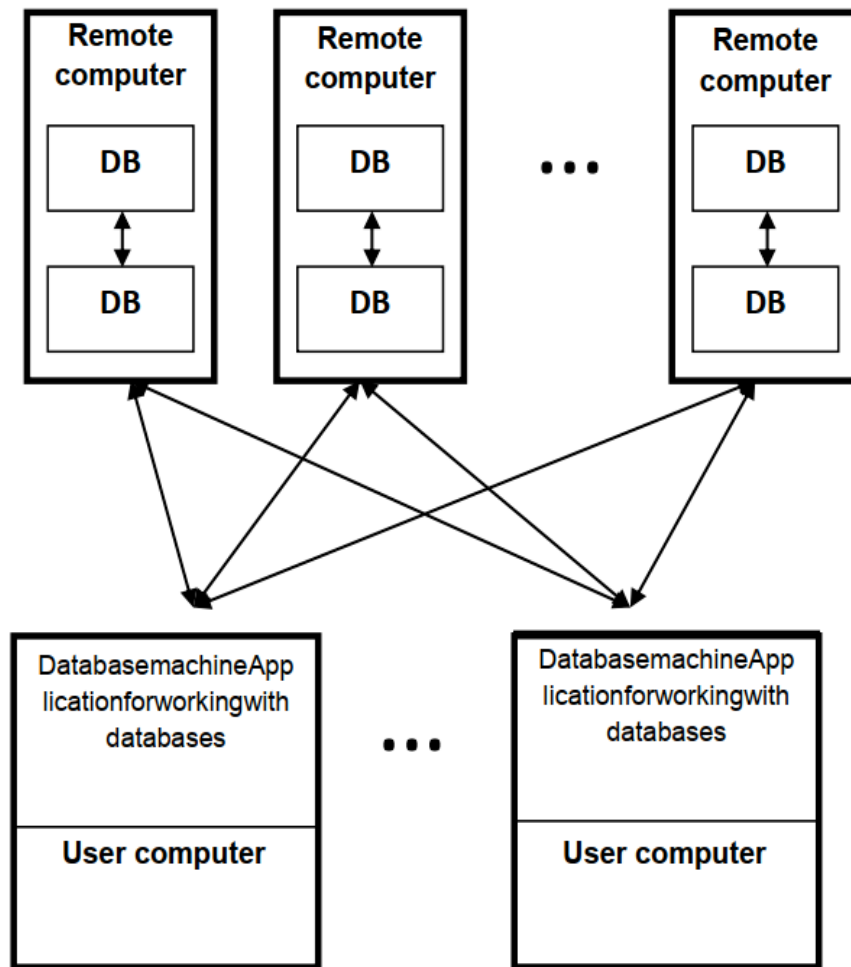 Remote
computer
DB
DB
Remote
computer
DB
DB
...
Remote
computer
DB
DB
DatabasemachineApp
licationforworkingwith
databases
User computer
...
DatabasemachineApp
licationforworkingwith
databases
User computer